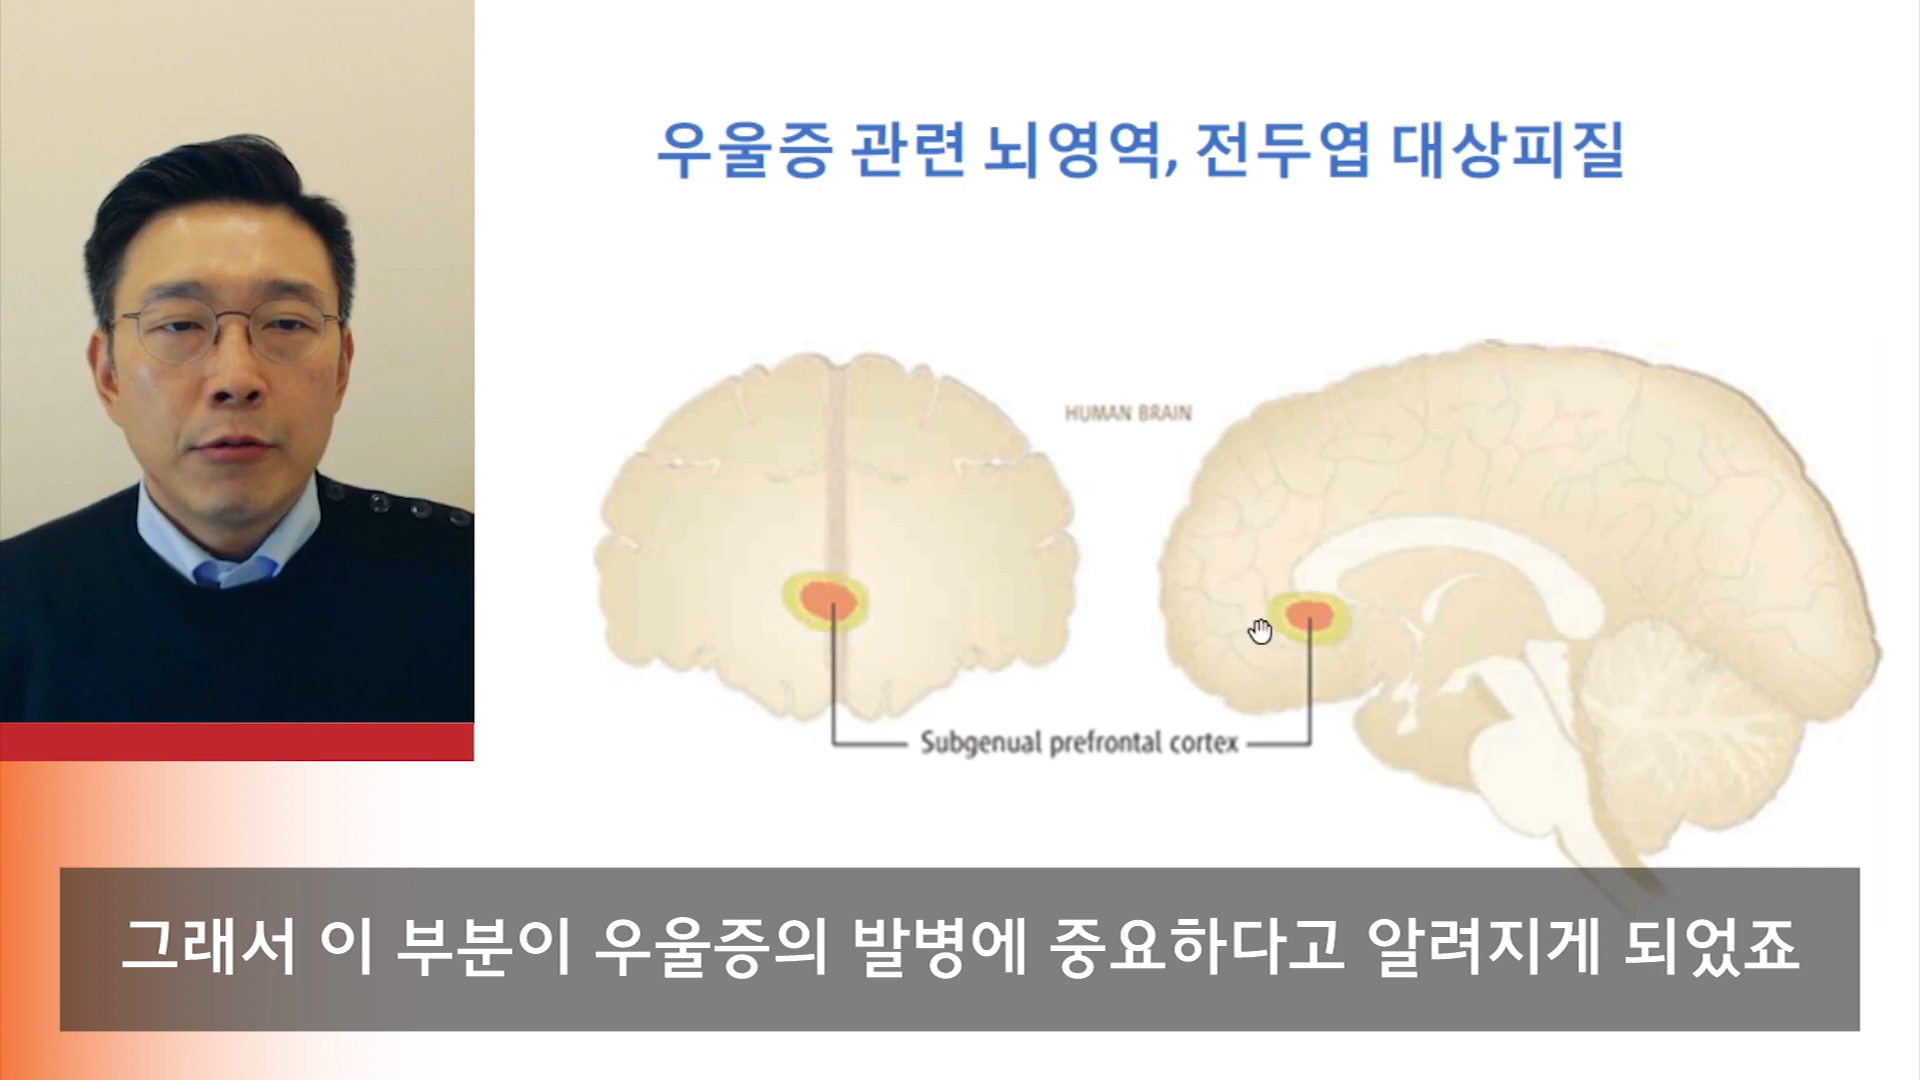 우울증 관련 뇌영역, 전두엽 대상피질
HUMAN BRAIN
Subgenual prefrontal cortex
그래서 이 부분이 우울증의 발병에 중요하다고 알려지게 되었죠